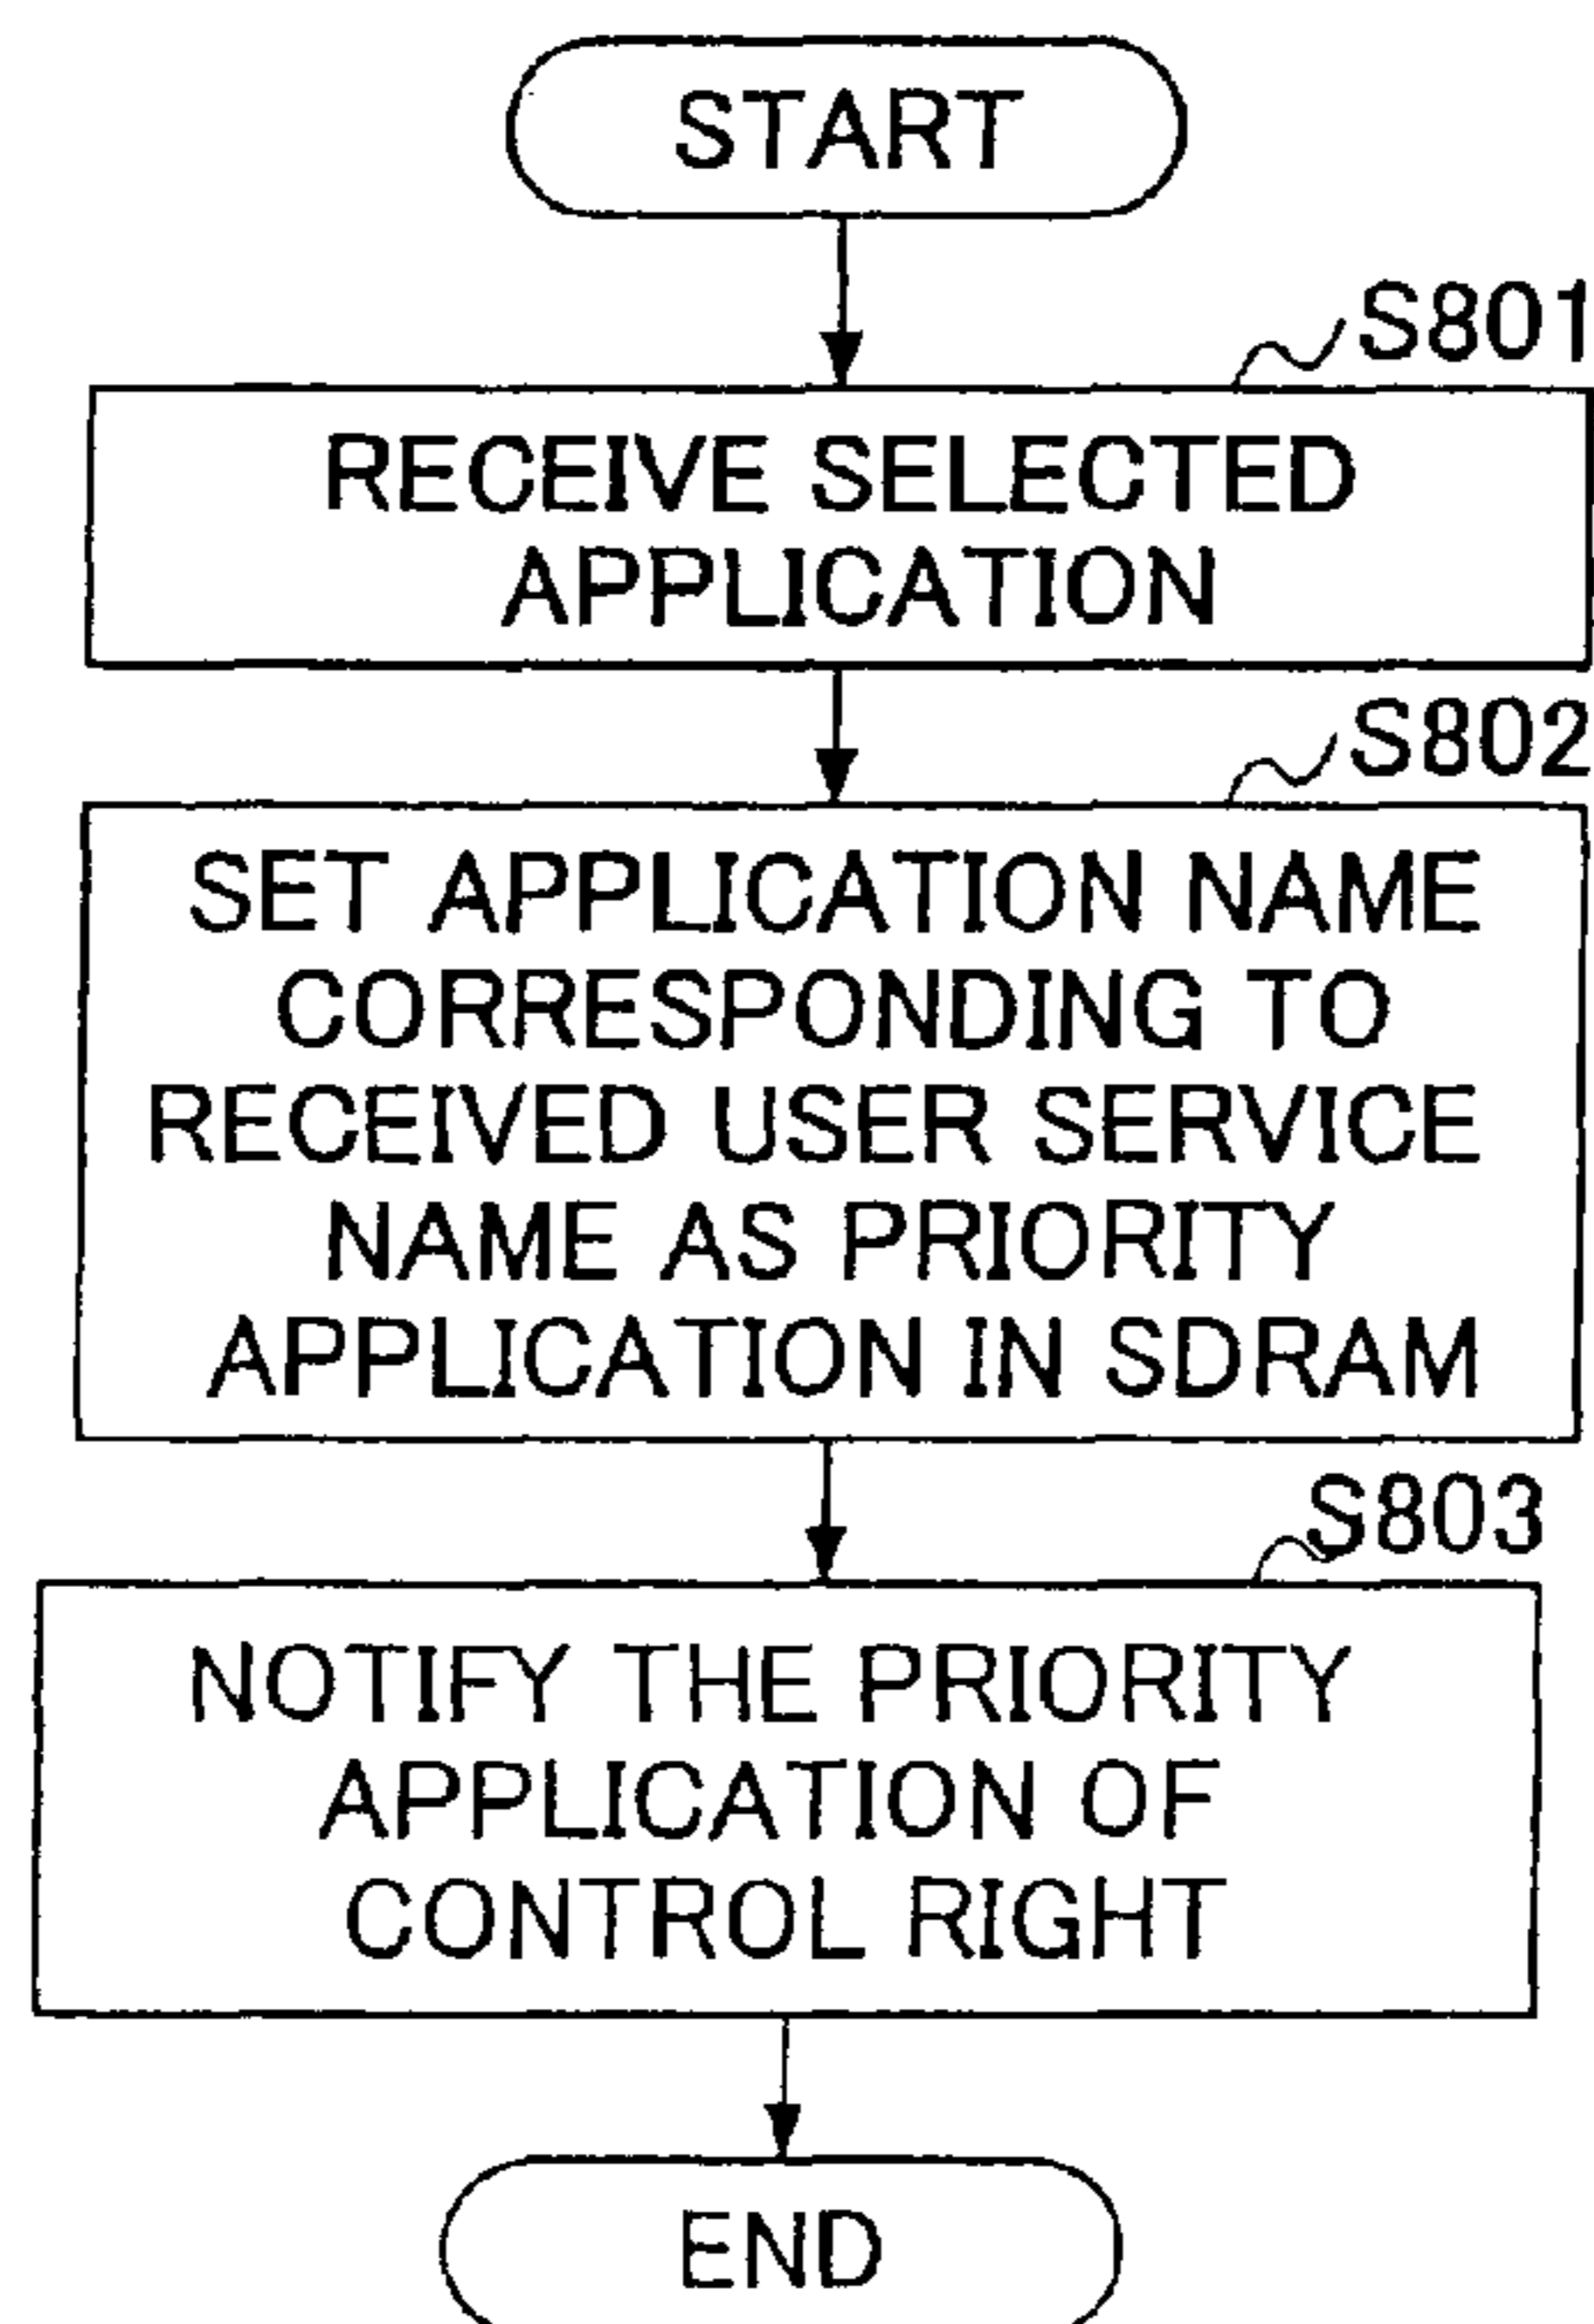 START
S801
RECEIVE SELECTED
APPLICATION
S802
SET APPLICATION NAME
CORRESPONDING TO
RECEIVED USER SERVICE
NAME AS PRIORITY
APPLICATION IN SDRAM
S803
NOTIFY THE PRIORITY
APPLICATION OF
CONTROL RIGHT
END